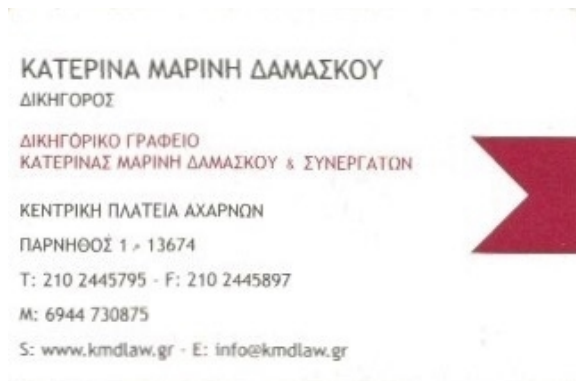 ΚΑΤΕΡΙΝΑ ΜΑΡΙΝΗ ΔΑΜΑΣΚΟΥ
ΔΙΚΗΓΟΡΟΣ
ΔΙΚΗΓΟΡΙΚΟ ΓΡΑΦΕΙΟ
ΚΑΤΕΡΙΝΑΣ ΜΑΡΙΝΗ ΔΑΜΑΣΚΟΥ & ΣΥΝΕΡΓΑΤΩΝ
ΚΕΝΤΡΙΚΗ ΠΛΑΤΕΙΑ ΑΧΑΡΝΩΝ
ΠΑΡΝΗΘΟΣ 1 - 13674
T: 210 2445795 - F: 210 2445897
M: 6944 730875
S: www.kmdlaw.gr - E: info@kmdlaw.gr